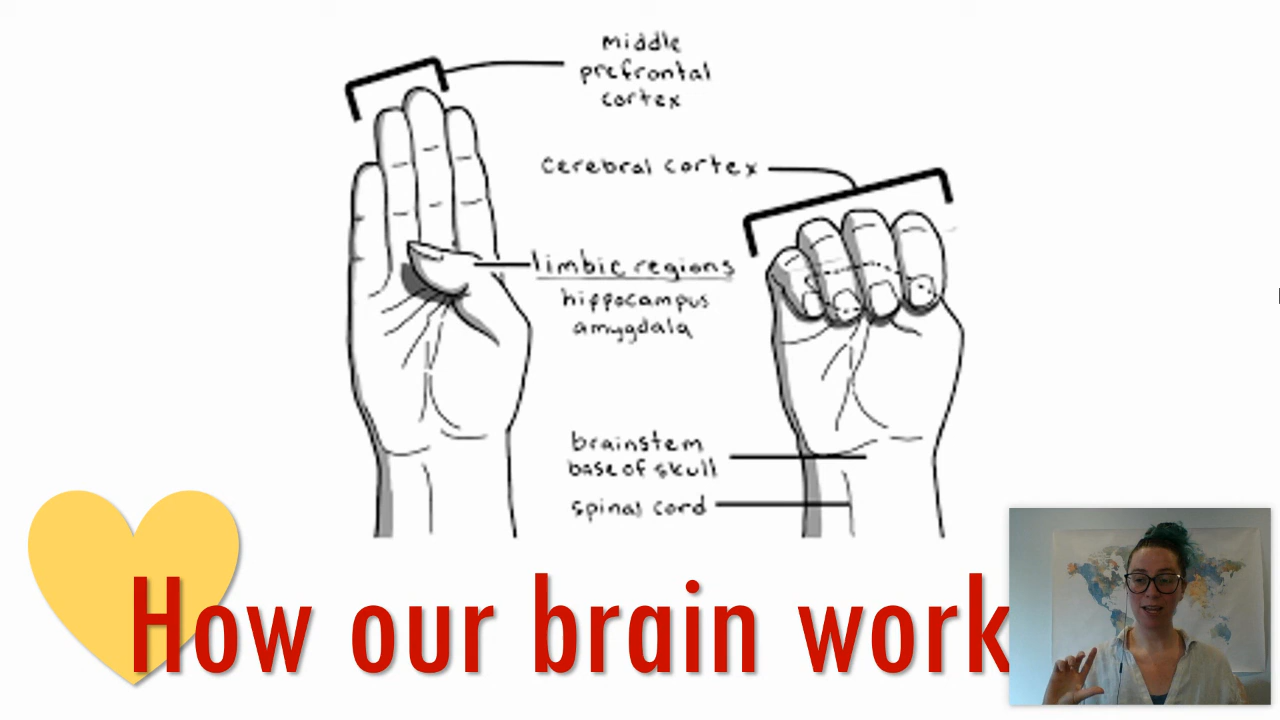 middle
prefrontal
cortex
cerebral cortex
limbic regions
hippocampus
amygdala
brainstem
base of skull
spinal cord
How our brain work